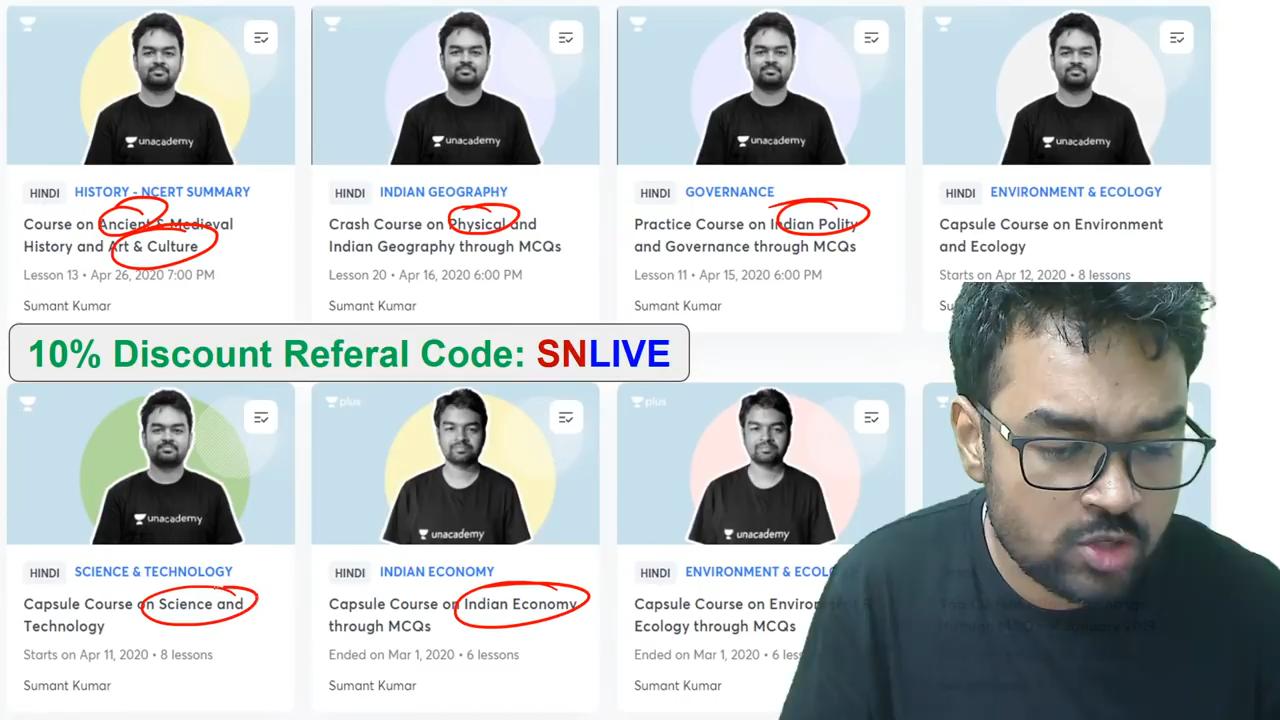 unacademy
unacademy
unacademy
unacademy
HINDI HISTORY - NCERT SUMMARY
Course on Ancient & Medieval
History and Art & Culture
Lesson 13 • Apr 26, 2020 7:00 PM
Sumant Kumar
HINDI INDIAN GEOGRAPHY
Crash Course on Physical and
Indian Geography through MCQs
Lesson 20 • Apr 16, 2020 6:00 PM
Sumant Kumar
HINDI GOVERNANCE
Practice Course on Indian Polity
and Governance through MCQs
Lesson 11 • Apr 15, 2020 6:00 PM
Sumant Kumar
HINDI ENVIRONMENT & ECOLOGY
Capsule Course on Environment
and Ecology
Starts on Apr 12, 2020 • 8 lessons
10% Discount Referal Code: SNLIVE
plus
plus
unacademy
unacademy
unacademy
HINDI SCIENCE & TECHNOLOGY
Capsule Course on Science and
Technology
Starts on Apr 11, 2020 • 8 lessons
Sumant Kumar
HINDI INDIAN ECONOMY
Capsule Course on Indian Economy
through MCQs
Ended on Mar 1, 2020 • 6 lessons
Sumant Kumar
HINDI ENVIRONMENT & ECOL
Capsule Course on Environ
Ecology through MCQs
Ended on Mar 1, 2020 • 6 les
Sumant Kumar